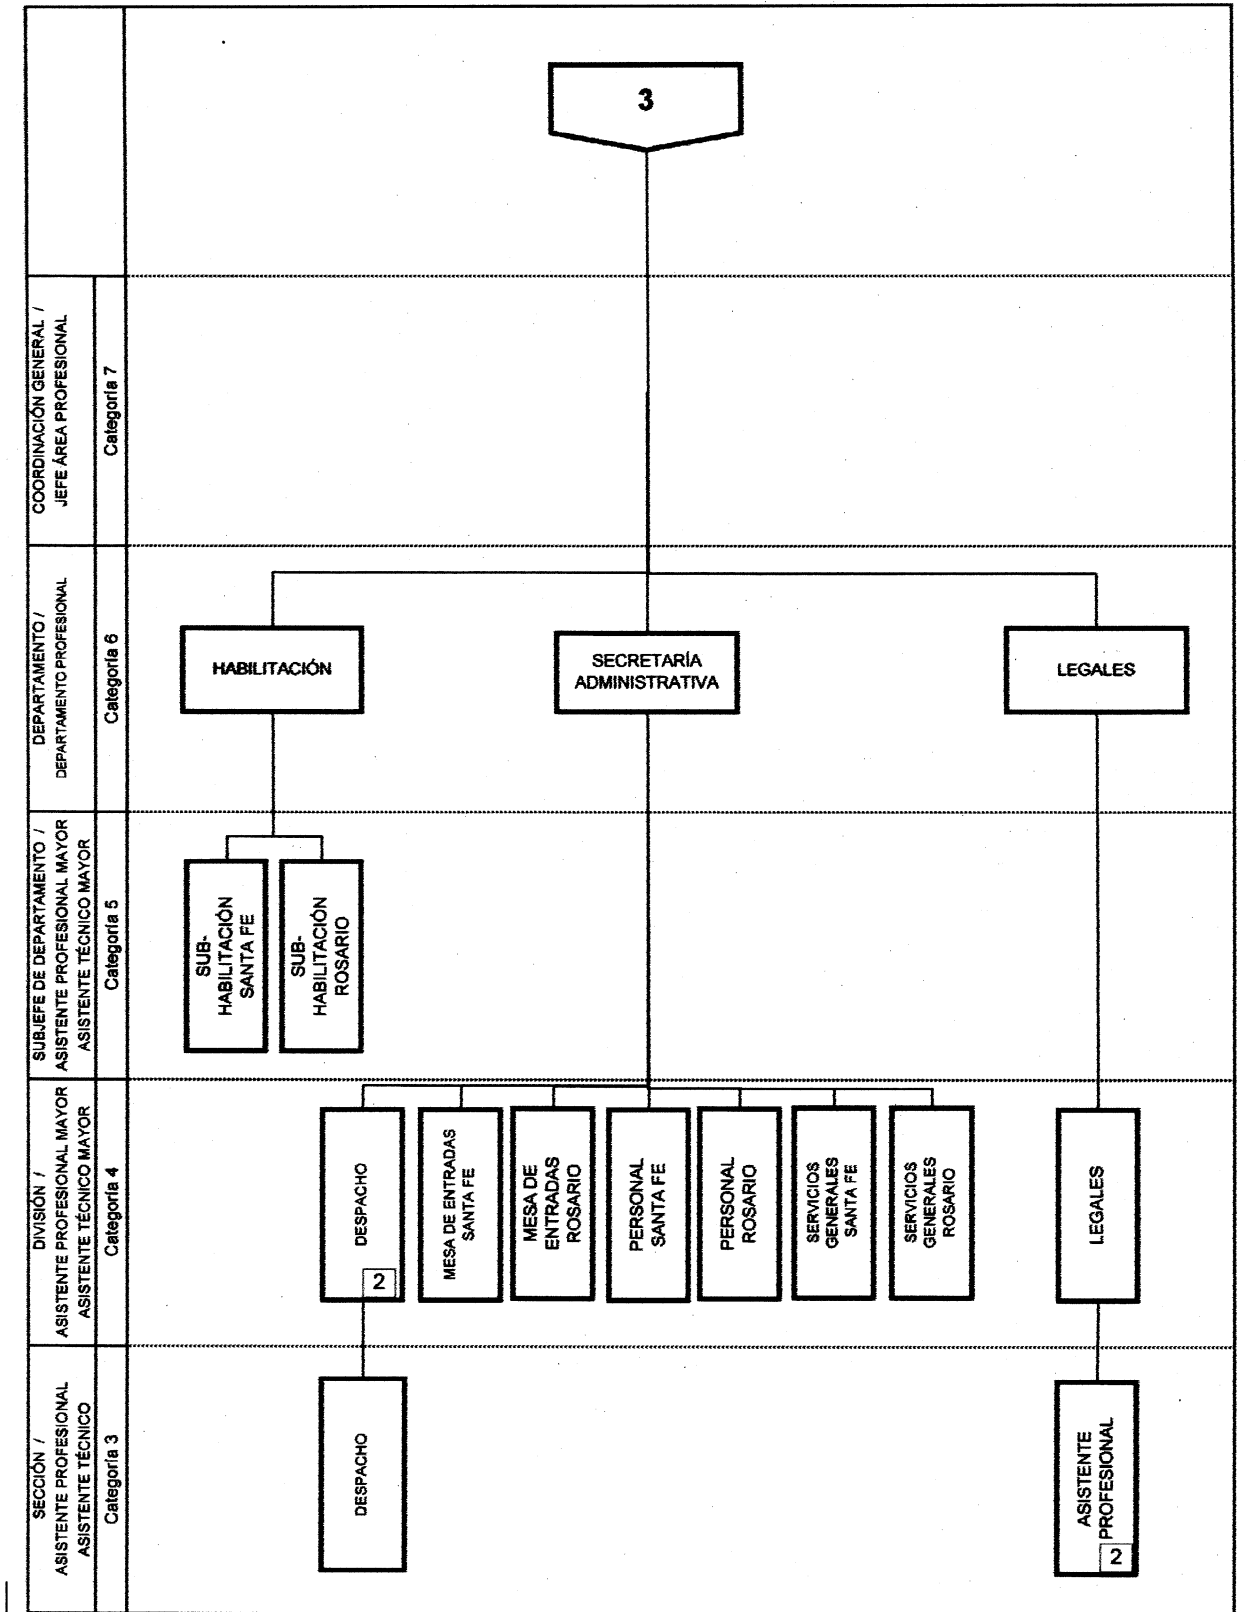 3
COORDINACIÓN GENERAL /
JEFE ÁREA PROFESIONAL
Categoría 7
DEPARTAMENTO /
DEPARTAMENTO PROFESIONAL
Categoría 6
HABILITACIÓN
SECRETARÍA
ADMINISTRATIVA
LEGALES
SUBJEFE DE DEPARTAMENTO /
ASISTENTE PROFESIONAL MAYOR
ASISTENTE TÉCNICO MAYOR
Categoría 5
SUB-
HABILITACIÓN
SANTA FE
SUB-
HABILITACIÓN
ROSARIO
DIVISIÓN /
ASISTENTE PROFESIONAL MAYOR
ASISTENTE TÉCNICO MAYOR
Categoría 4
DESPACHO
2
MESA DE ENTRADAS
SANTA FE
MESA DE
ENTRADAS
ROSARIO
PERSONAL
SANTA FE
PERSONAL
ROSARIO
SERVICIOS
GENERALES
SANTA FE
SERVICIOS
GENERALES
ROSARIO
LEGALES
SECCIÓN /
ASISTENTE PROFESIONAL
ASISTENTE TÉCNICO
Categoría 3
DESPACHO
ASISTENTE
PROFESIONAL
2